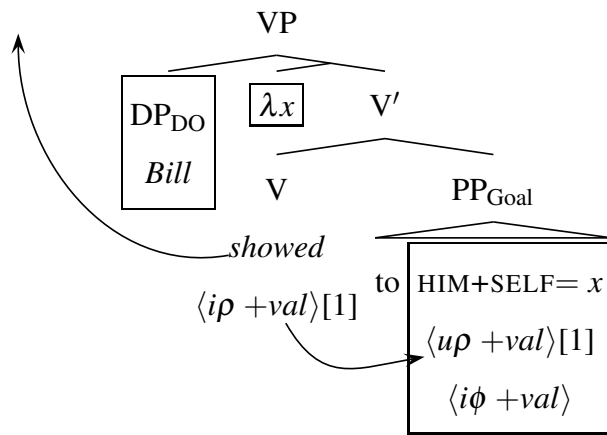 VP
DP_DO λx V′
Bill V PP_Goal
showed to HIM+SELF= x
⟨iρ +val⟩[1] ⟨uρ +val⟩[1]
⟨iϕ +val⟩